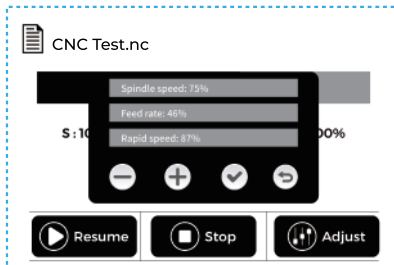 CNC Test.nc
Spindle speed: 75%
Feed rate: 46%
Rapid speed: 87%
S:10 00%
Resume Stop Adjust